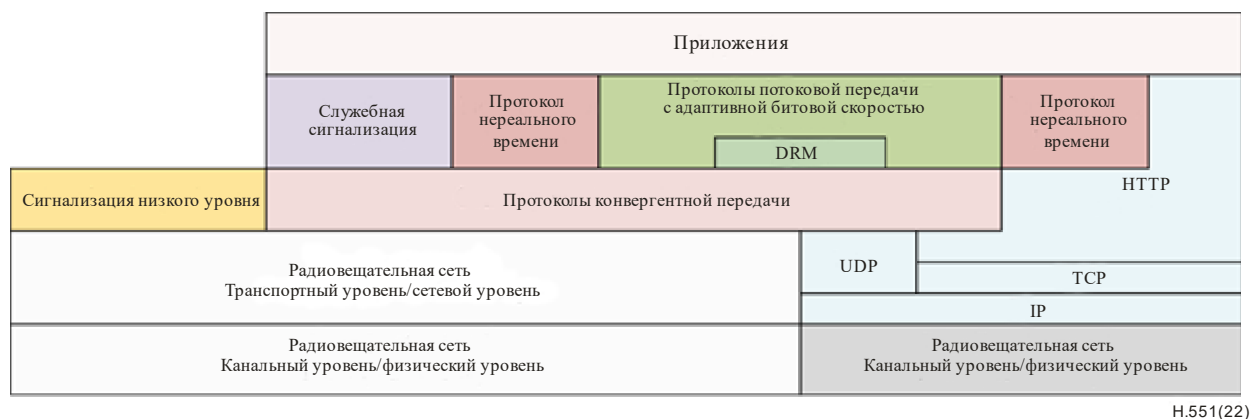 Приложения
Служебная
сигнализация
Протокол
нереального
времени
Протоколы потоковой передачи
с адаптивной битовой скоростью
DRM
Протокол
нереального
времени
HTTP
Сигнализация низкого уровня
Протоколы конвергентной передачи
Радиовещательная сеть
Транспортный уровень/сетевой уровень
UDP
TCP
IP
Радиовещательная сеть
Канальный уровень/физический уровень
Радиовещательная сеть
Канальный уровень/физический уровень
H.551(22)